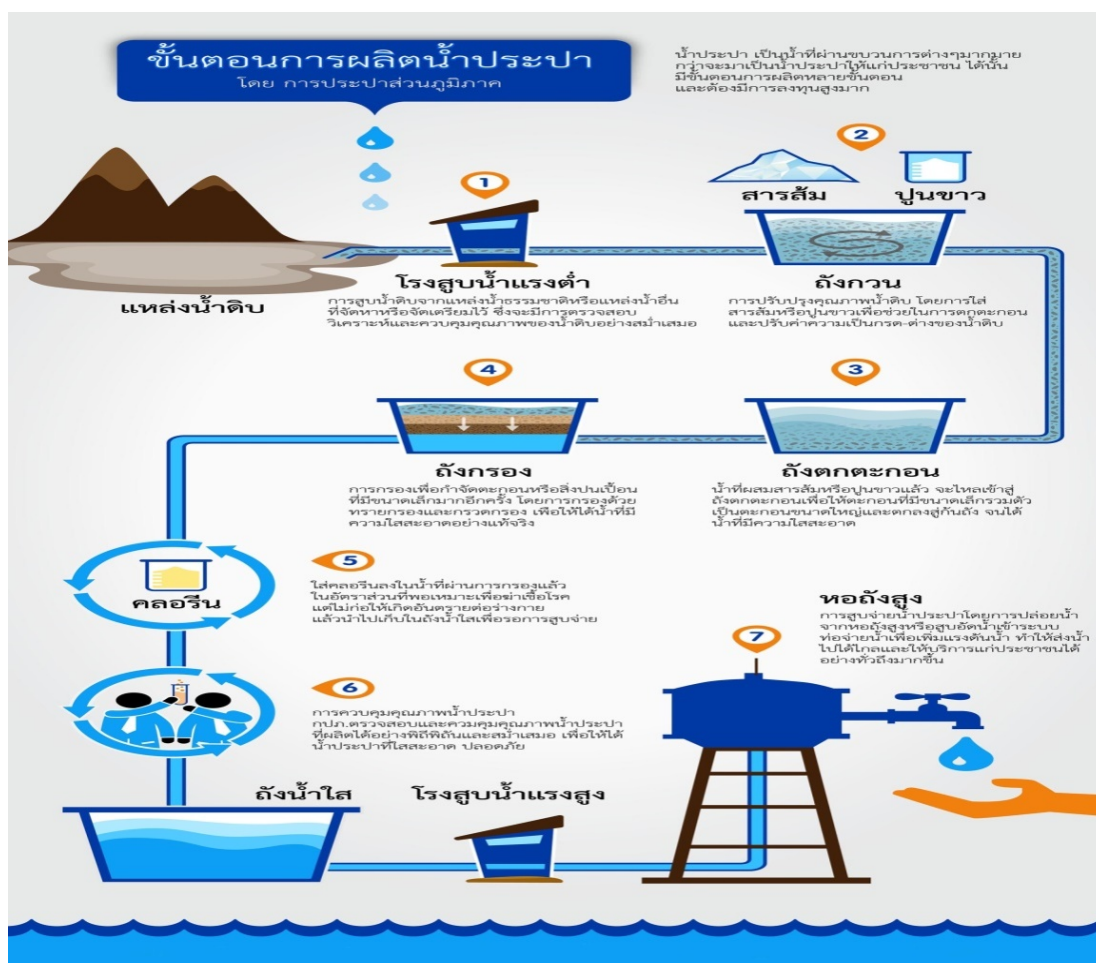 ขั้นตอนการผลิตน้ำประปา
โดย การประปาส่วนภูมิภาค
น้ำประปา เป็นน้ำที่ผ่านขบวนการต่างๆมากมาย
กว่าจะมาเป็นน้ำประปาให้แก่ประชาชน ได้นั้น
มีขั้นตอนการผลิตหลายขั้นตอน
และต้องมีการลงทุนสูงมาก
1
2
สารส้ม
ปูนขาว
แหล่งน้ำดิบ
โรงสูบน้ำแรงต่ำ
การสูบน้ำดิบจากแหล่งน้ำธรรมชาติหรือแหล่งน้ำอื่น
ที่จัดหาหรือจัดเตรียมไว้ ซึ่งจะมีการตรวจสอบ
วิเคราะห์และควบคุมคุณภาพของน้ำดิบอย่างสม่ำเสมอ
ถังกวน
การปรับปรุงคุณภาพน้ำดิบ โดยการใส่
สารส้มหรือปูนขาวเพื่อช่วยในการตกตะกอน
และปรับค่าความเป็นกรด-ด่างของน้ำดิบ
4
ถังกรอง
การกรองเพื่อกำจัดตะกอนหรือสิ่งปนเปื้อน
ที่มีขนาดเล็กมากอีกครั้ง โดยการกรองด้วย
ทรายกรองและกรวดกรอง เพื่อให้ได้น้ำที่มี
ความใสสะอาดอย่างแท้จริง
3
ถังตกตะกอน
น้ำที่ผสมสารส้มหรือปูนขาวแล้ว จะไหลเข้าสู่
ถังตกตะกอนเพื่อให้ตะกอนที่มีขนาดเล็กรวมตัว
เป็นตะกอนขนาดใหญ่และตกลงสู่ก้นถัง จนได้
น้ำที่มีความใสสะอาด
คลอรีน
5
ใส่คลอรีนลงในน้ำที่ผ่านการกรองแล้ว
ในอัตราส่วนที่พอเหมาะเพื่อฆ่าเชื้อโรค
แต่ไม่ก่อให้เกิดอันตรายต่อร่างกาย
แล้วนำไปเก็บในถังน้ำใสเพื่อรอการสูบจ่าย
6
การควบคุมคุณภาพน้ำประปา
กปภ.ตรวจสอบและควมคุมคุณภาพน้ำประปา
ที่ผลิตได้อย่างพิถีพิถันและสม่ำเสมอ เพื่อให้ได้
น้ำประปาที่ใสสะอาด ปลอดภัย
7
หอถังสูง
การสูบจ่ายน้ำประปาโดยการปล่อยน้ำ
จากหอถังสูงหรือสูบอัดน้ำเข้าระบบ
ท่อจ่ายน้ำเพื่อเพิ่มแรงดันน้ำ ทำให้ส่งน้ำ
ไปได้ไกลและให้บริการแก่ประชาชนได้
อย่างทั่วถึงมากขึ้น
ถังน้ำใส
โรงสูบน้ำแรงสูง